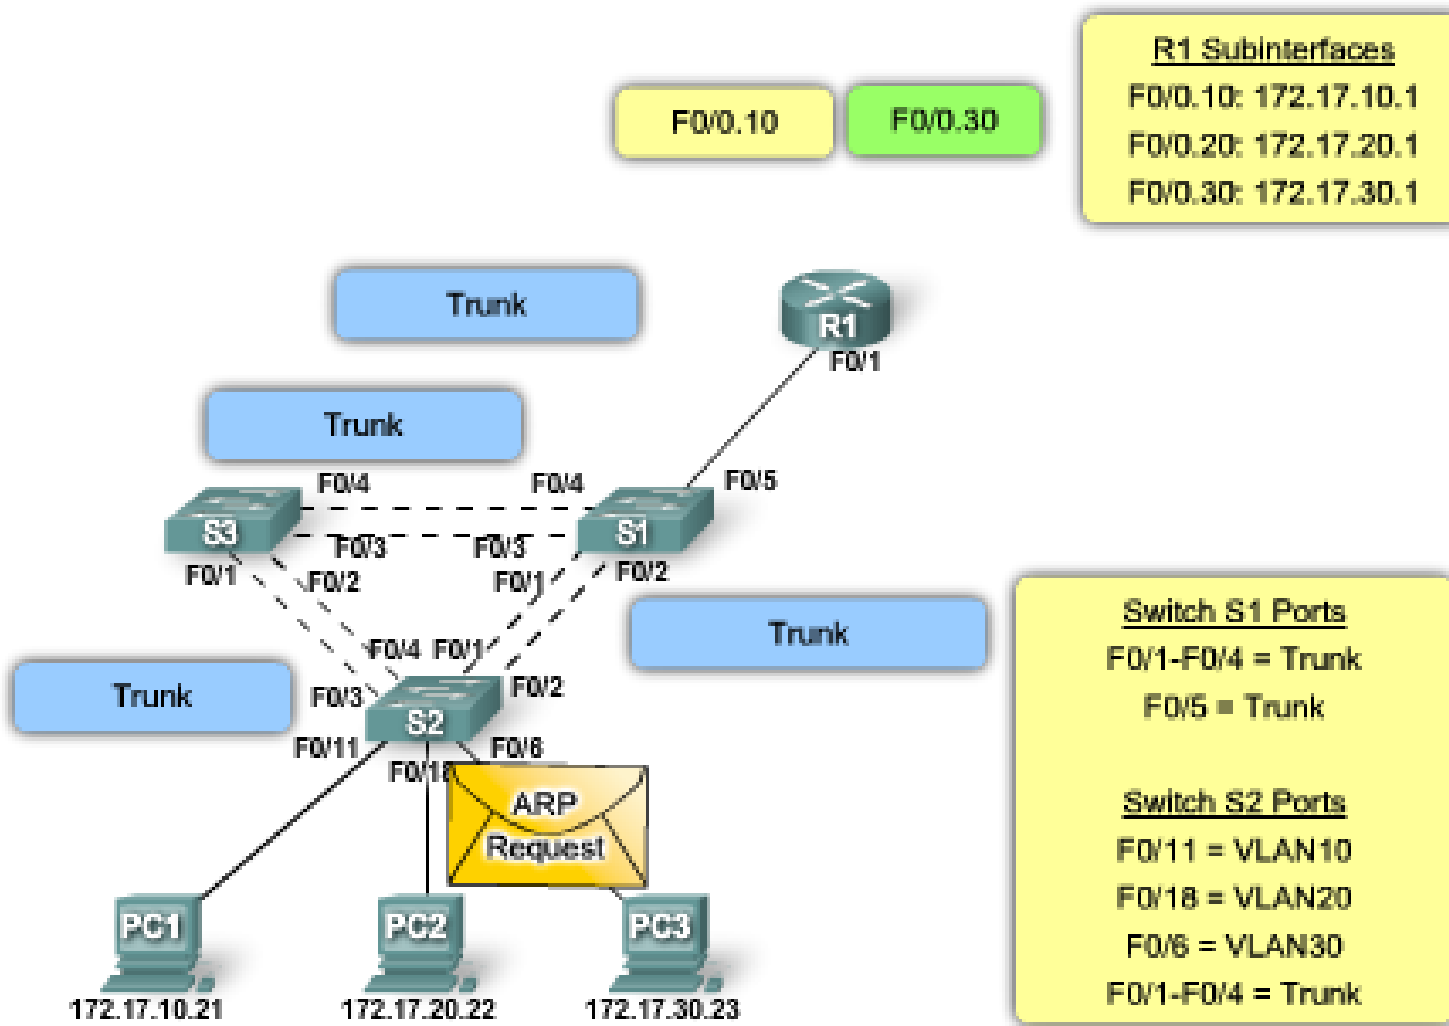 R1 Subinterfaces
F0/0.10: 172.17.10.1
F0/0.20: 172.17.20.1
F0/0.30: 172.17.30.1
F0/0.10
F0/0.30
Trunk
R1
F0/1
Trunk
F0/4
F0/4
F0/5
S3
S1
F0/3
F0/3
F0/1
F0/2
F0/1
F0/2
Trunk
F0/4
F0/1
Trunk
F0/3
F0/2
S2
F0/11
F0/6
F0/18
ARP
Request
PC1
PC2
PC3
172.17.10.21
172.17.20.22
172.17.30.23
Switch S1 Ports
F0/1-F0/4 = Trunk
F0/5 = Trunk
Switch S2 Ports
F0/11 = VLAN10
F0/18 = VLAN20
F0/6 = VLAN30
F0/1-F0/4 = Trunk